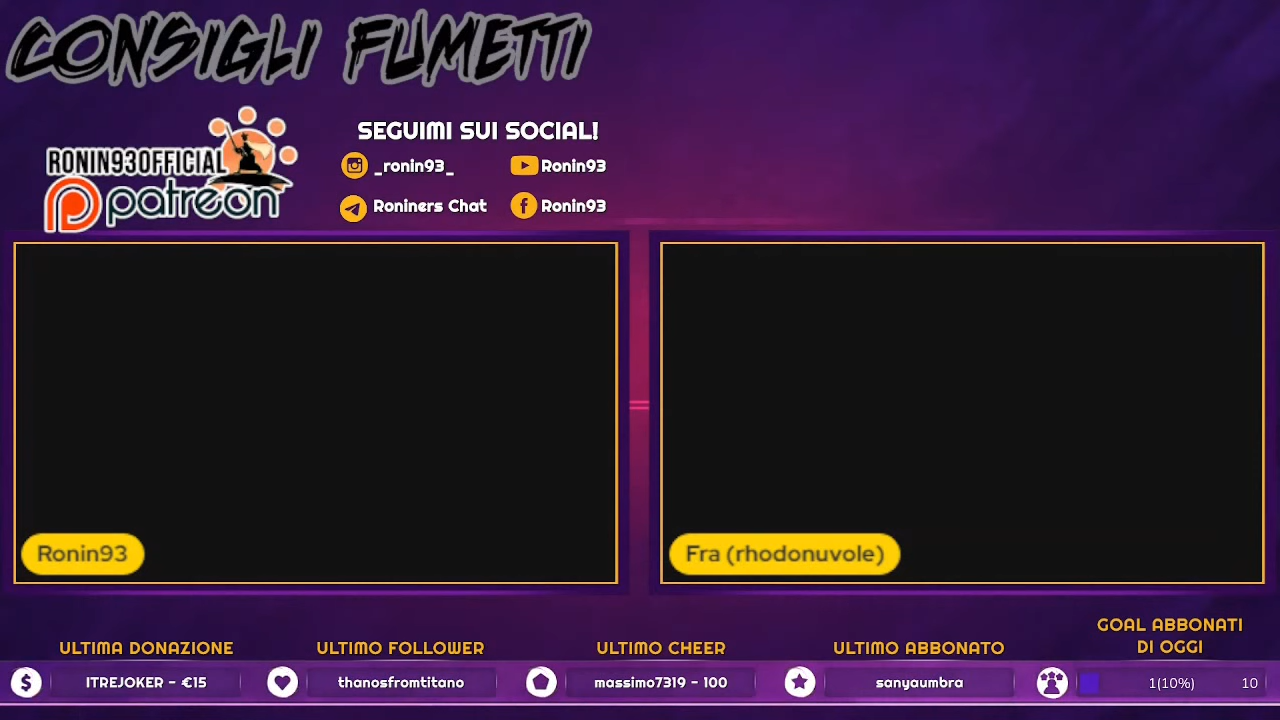 CONSIGLI FUMETTI
RONIN93OFFICIAL
patreon
SEGUIMI SUI SOCIAL!
_ronin93_
Ronin93
Roniners Chat
Ronin93
Ronin93
Fra (rhodonuvole)
ULTIMA DONAZIONE
ITREJOKER - €15
ULTIMO FOLLOWER
thanosfromtitano
ULTIMO CHEER
massimo7319 - 100
ULTIMO ABBONATO
sanyaumbra
GOAL ABBONATI
DI OGGI
1(10%) 10